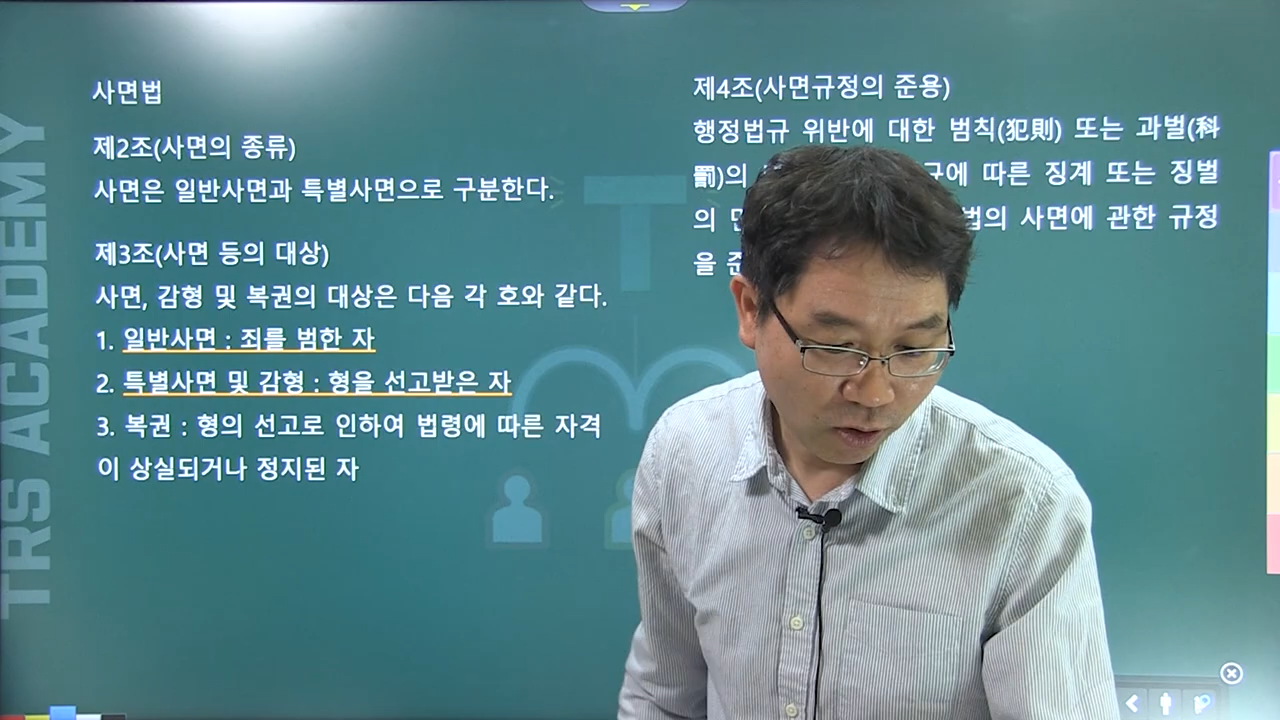 사면법
제2조(사면의 종류)
사면은 일반사면과 특별사면으로 구분한다.
제3조(사면 등의 대상)
사면, 감형 및 복권의 대상은 다음 각 호와 같다.
1. 일반사면 : 죄를 범한 자
2. 특별사면 및 감형 : 형을 선고받은 자
3. 복권 : 형의 선고로 인하여 법령에 따른 자격
이 상실되거나 정지된 자
제4조(사면규정의 준용)
행정법규 위반에 대한 범칙(犯則) 또는 과벌(科
罰)의 따른 징계 또는 징벌
의 사면에 관한 규정
을
TRS ACADEMY